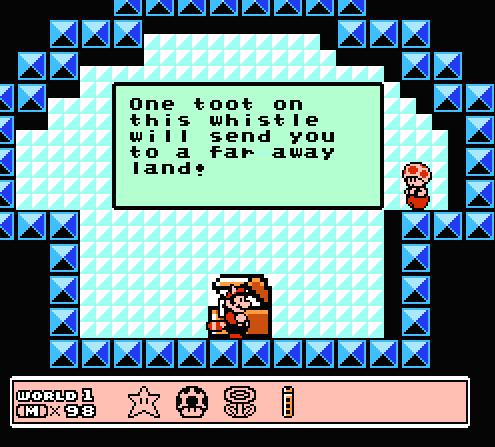 One toot on
this whistle
will send you
to a far away
land!
WORLD 1
(M)× 98